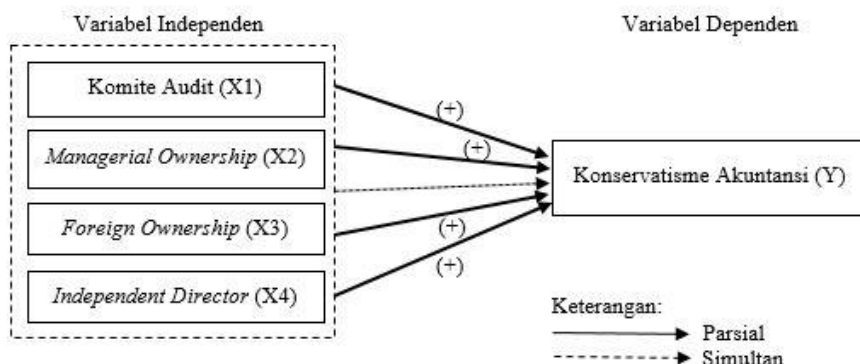 Variabel Independen
Variabel Dependen
Komite Audit (X1)
(+)
Managerial Ownership (X2)
(+)
Konservatisme Akuntansi (Y)
Foreign Ownership (X3)
(+)
(+)
Independent Director (X4)
Keterangan:
Parsial
Simultan